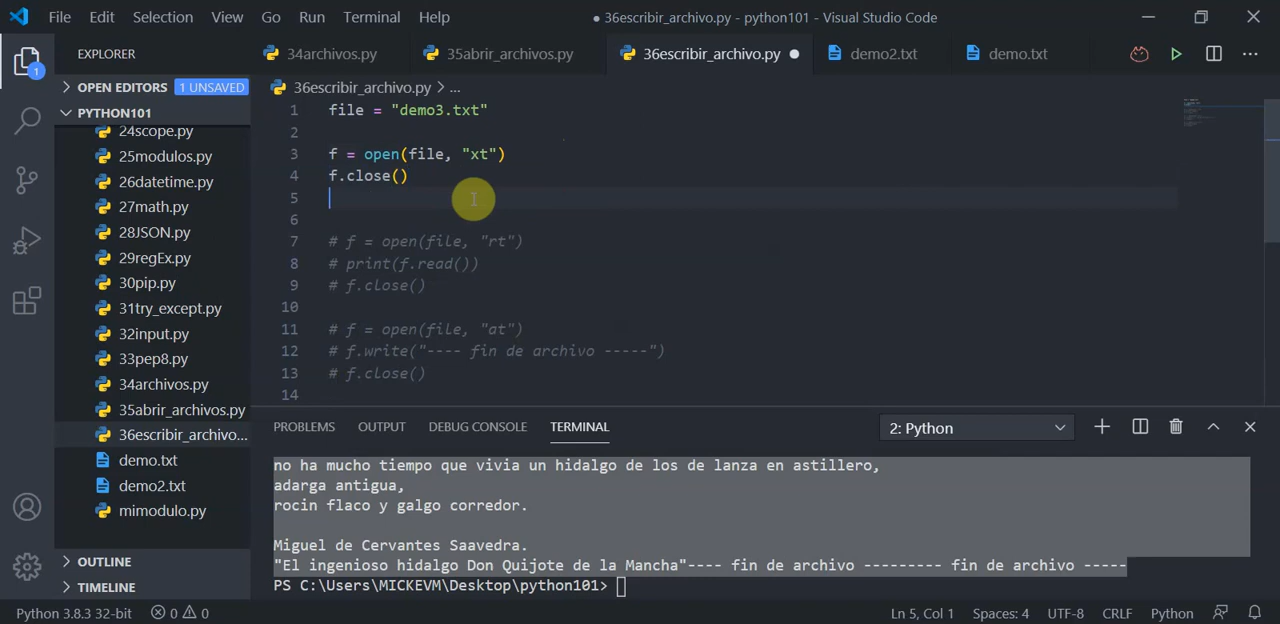 File Edit Selection View Go Run Terminal Help ● 36escribir_archivo.py - python101 - Visual Studio Code
EXPLORER
34archivos.py 35abrir_archivos.py 36escribir_archivo.py demo2.txt demo.txt
1
OPEN EDITORS 1 UNSAVED
36escribir_archivo.py > ...
PYTHON101
24scope.py
25modulos.py
26datetime.py
27math.py
28JSON.py
29regEx.py
30pip.py
31try_except.py
32input.py
33pep8.py
34archivos.py
35abrir_archivos.py
36escribir_archivo...
demo.txt
demo2.txt
mimodulo.py
OUTLINE
TIMELINE
1 file = "demo3.txt"
2
3 f = open(file, "xt")
4 f.close()
5
6
7 # f = open(file, "rt")
8 # print(f.read())
9 # f.close()
10
11 # f = open(file, "at")
12 # f.write("---- fin de archivo -----")
13 # f.close()
14
PROBLEMS OUTPUT DEBUG CONSOLE TERMINAL 2: Python
no ha mucho tiempo que vivia un hidalgo de los de lanza en astillero,
adarga antigua,
rocin flaco y galgo corredor.
Miguel de Cervantes Saavedra.
"El ingenioso hidalgo Don Quijote de la Mancha"---- fin de archivo --------- fin de archivo -----
PS C:\Users\MICKEVM\Desktop\python101>
Python 3.8.3 32-bit 0 0 Ln 5, Col 1 Spaces: 4 UTF-8 CRLF Python